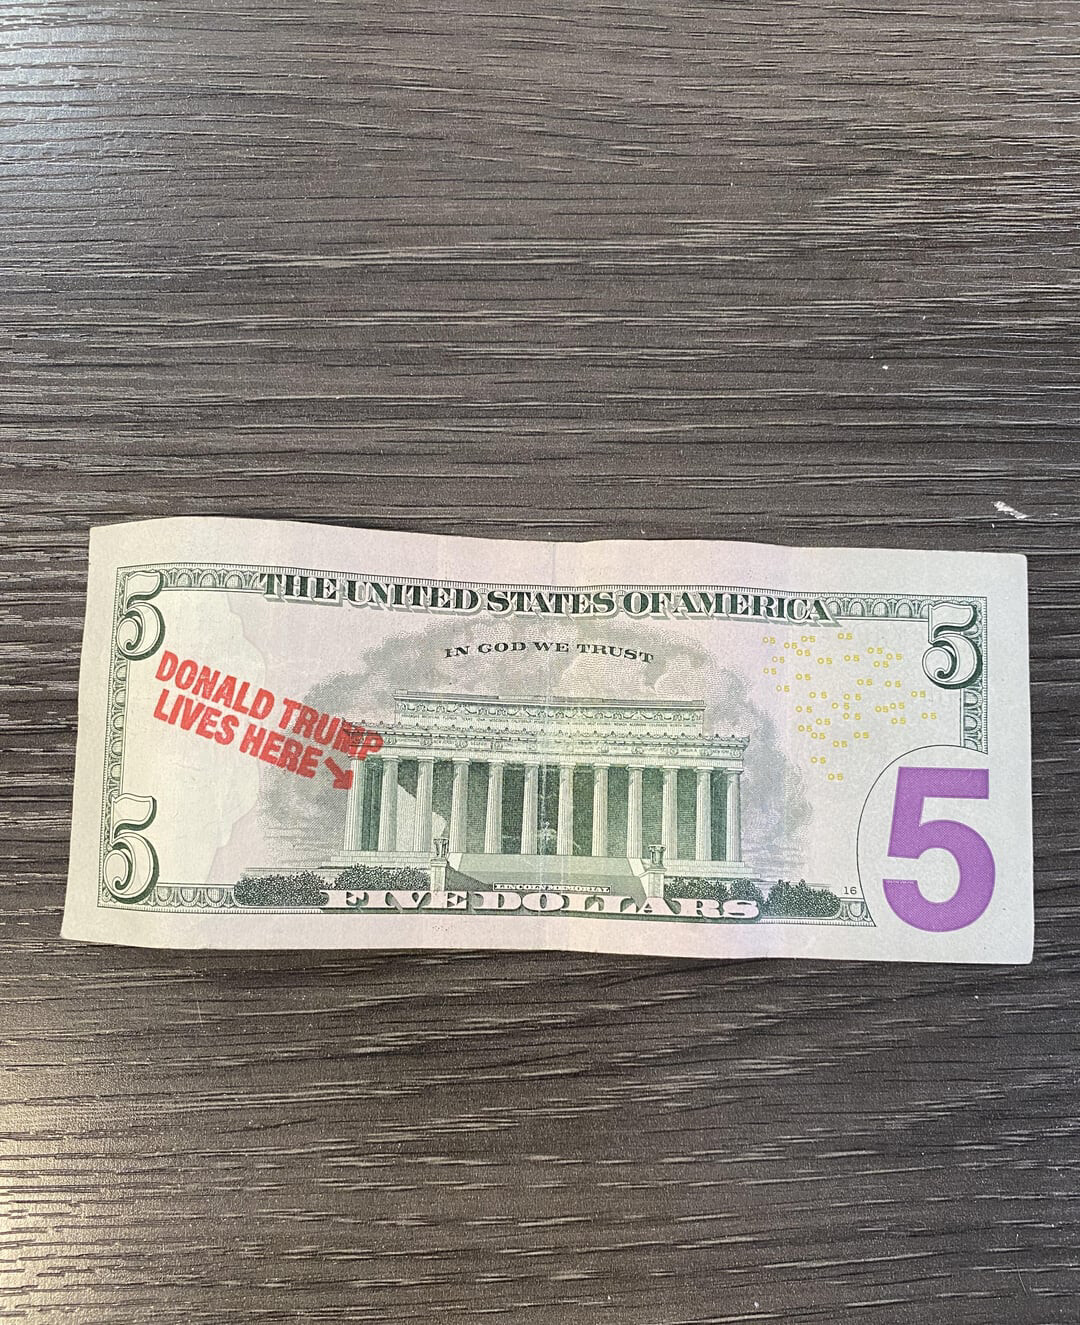 5 THE UNITED STATES OF AMERICA 5
IN GOD WE TRUST
DONALD TRUMP
LIVES HERE
LINCOLN MEMORIAL
5 FIVE DOLLARS 16 5